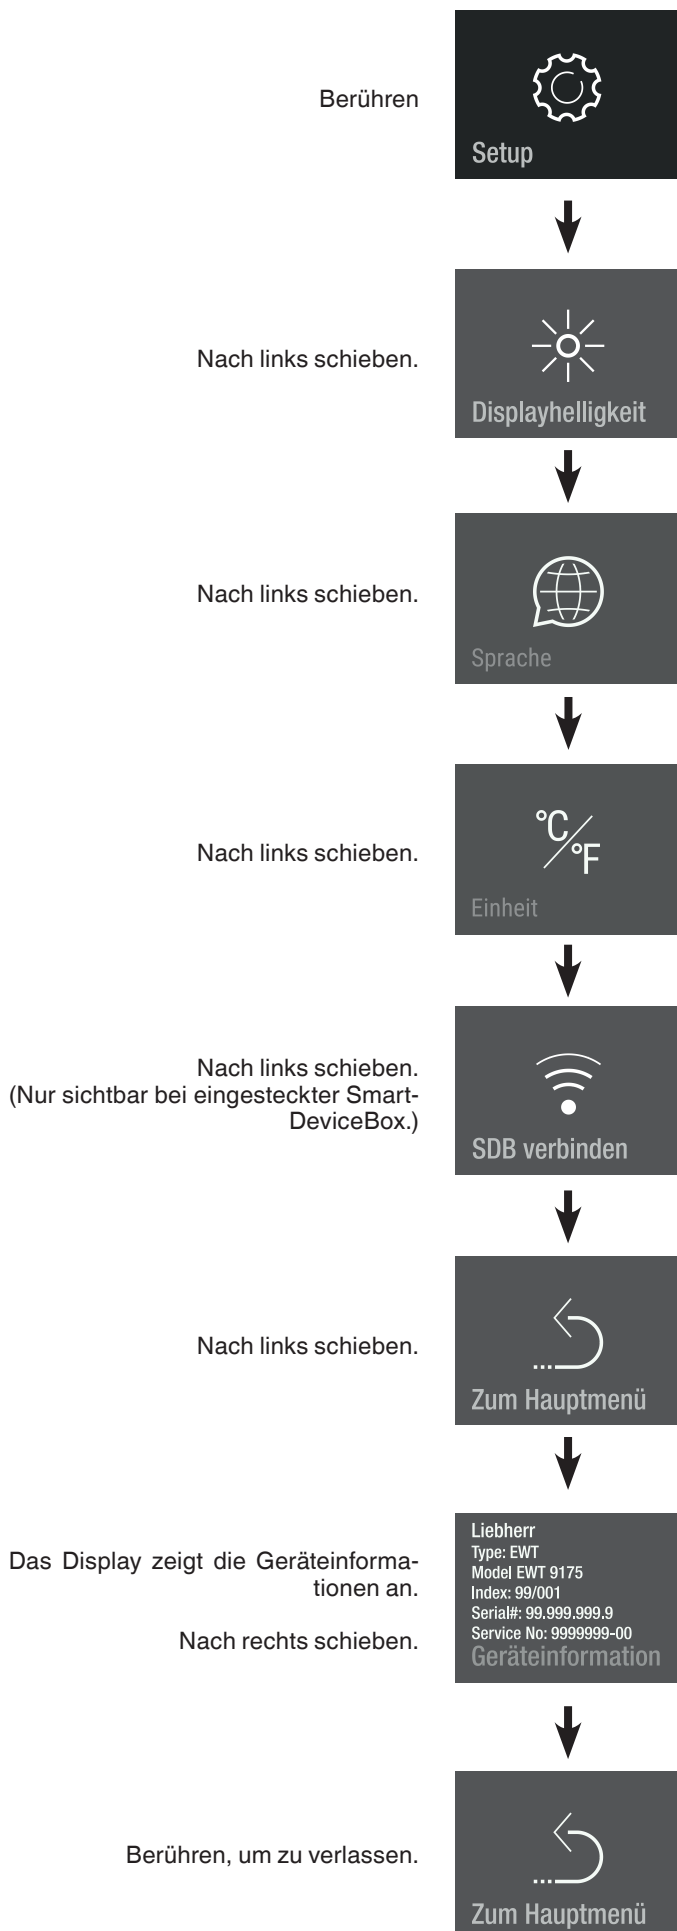 Berühren
Setup
Nach links schieben.
Displayhelligkeit
Nach links schieben.
Sprache
Nach links schieben.
°C/°F
Einheit
Nach links schieben.
(Nur sichtbar bei eingesteckter Smart-
DeviceBox.)
SDB verbinden
Nach links schieben.
Zum Hauptmenü
Das Display zeigt die Geräteinforma-
tionen an.
Nach rechts schieben.
Liebherr
Type: EWT
Model EWT 9175
Index: 99/001
Serial#: 99.999.999.9
Service No: 9999999-00
Geräteinformation
Berühren, um zu verlassen.
Zum Hauptmenü